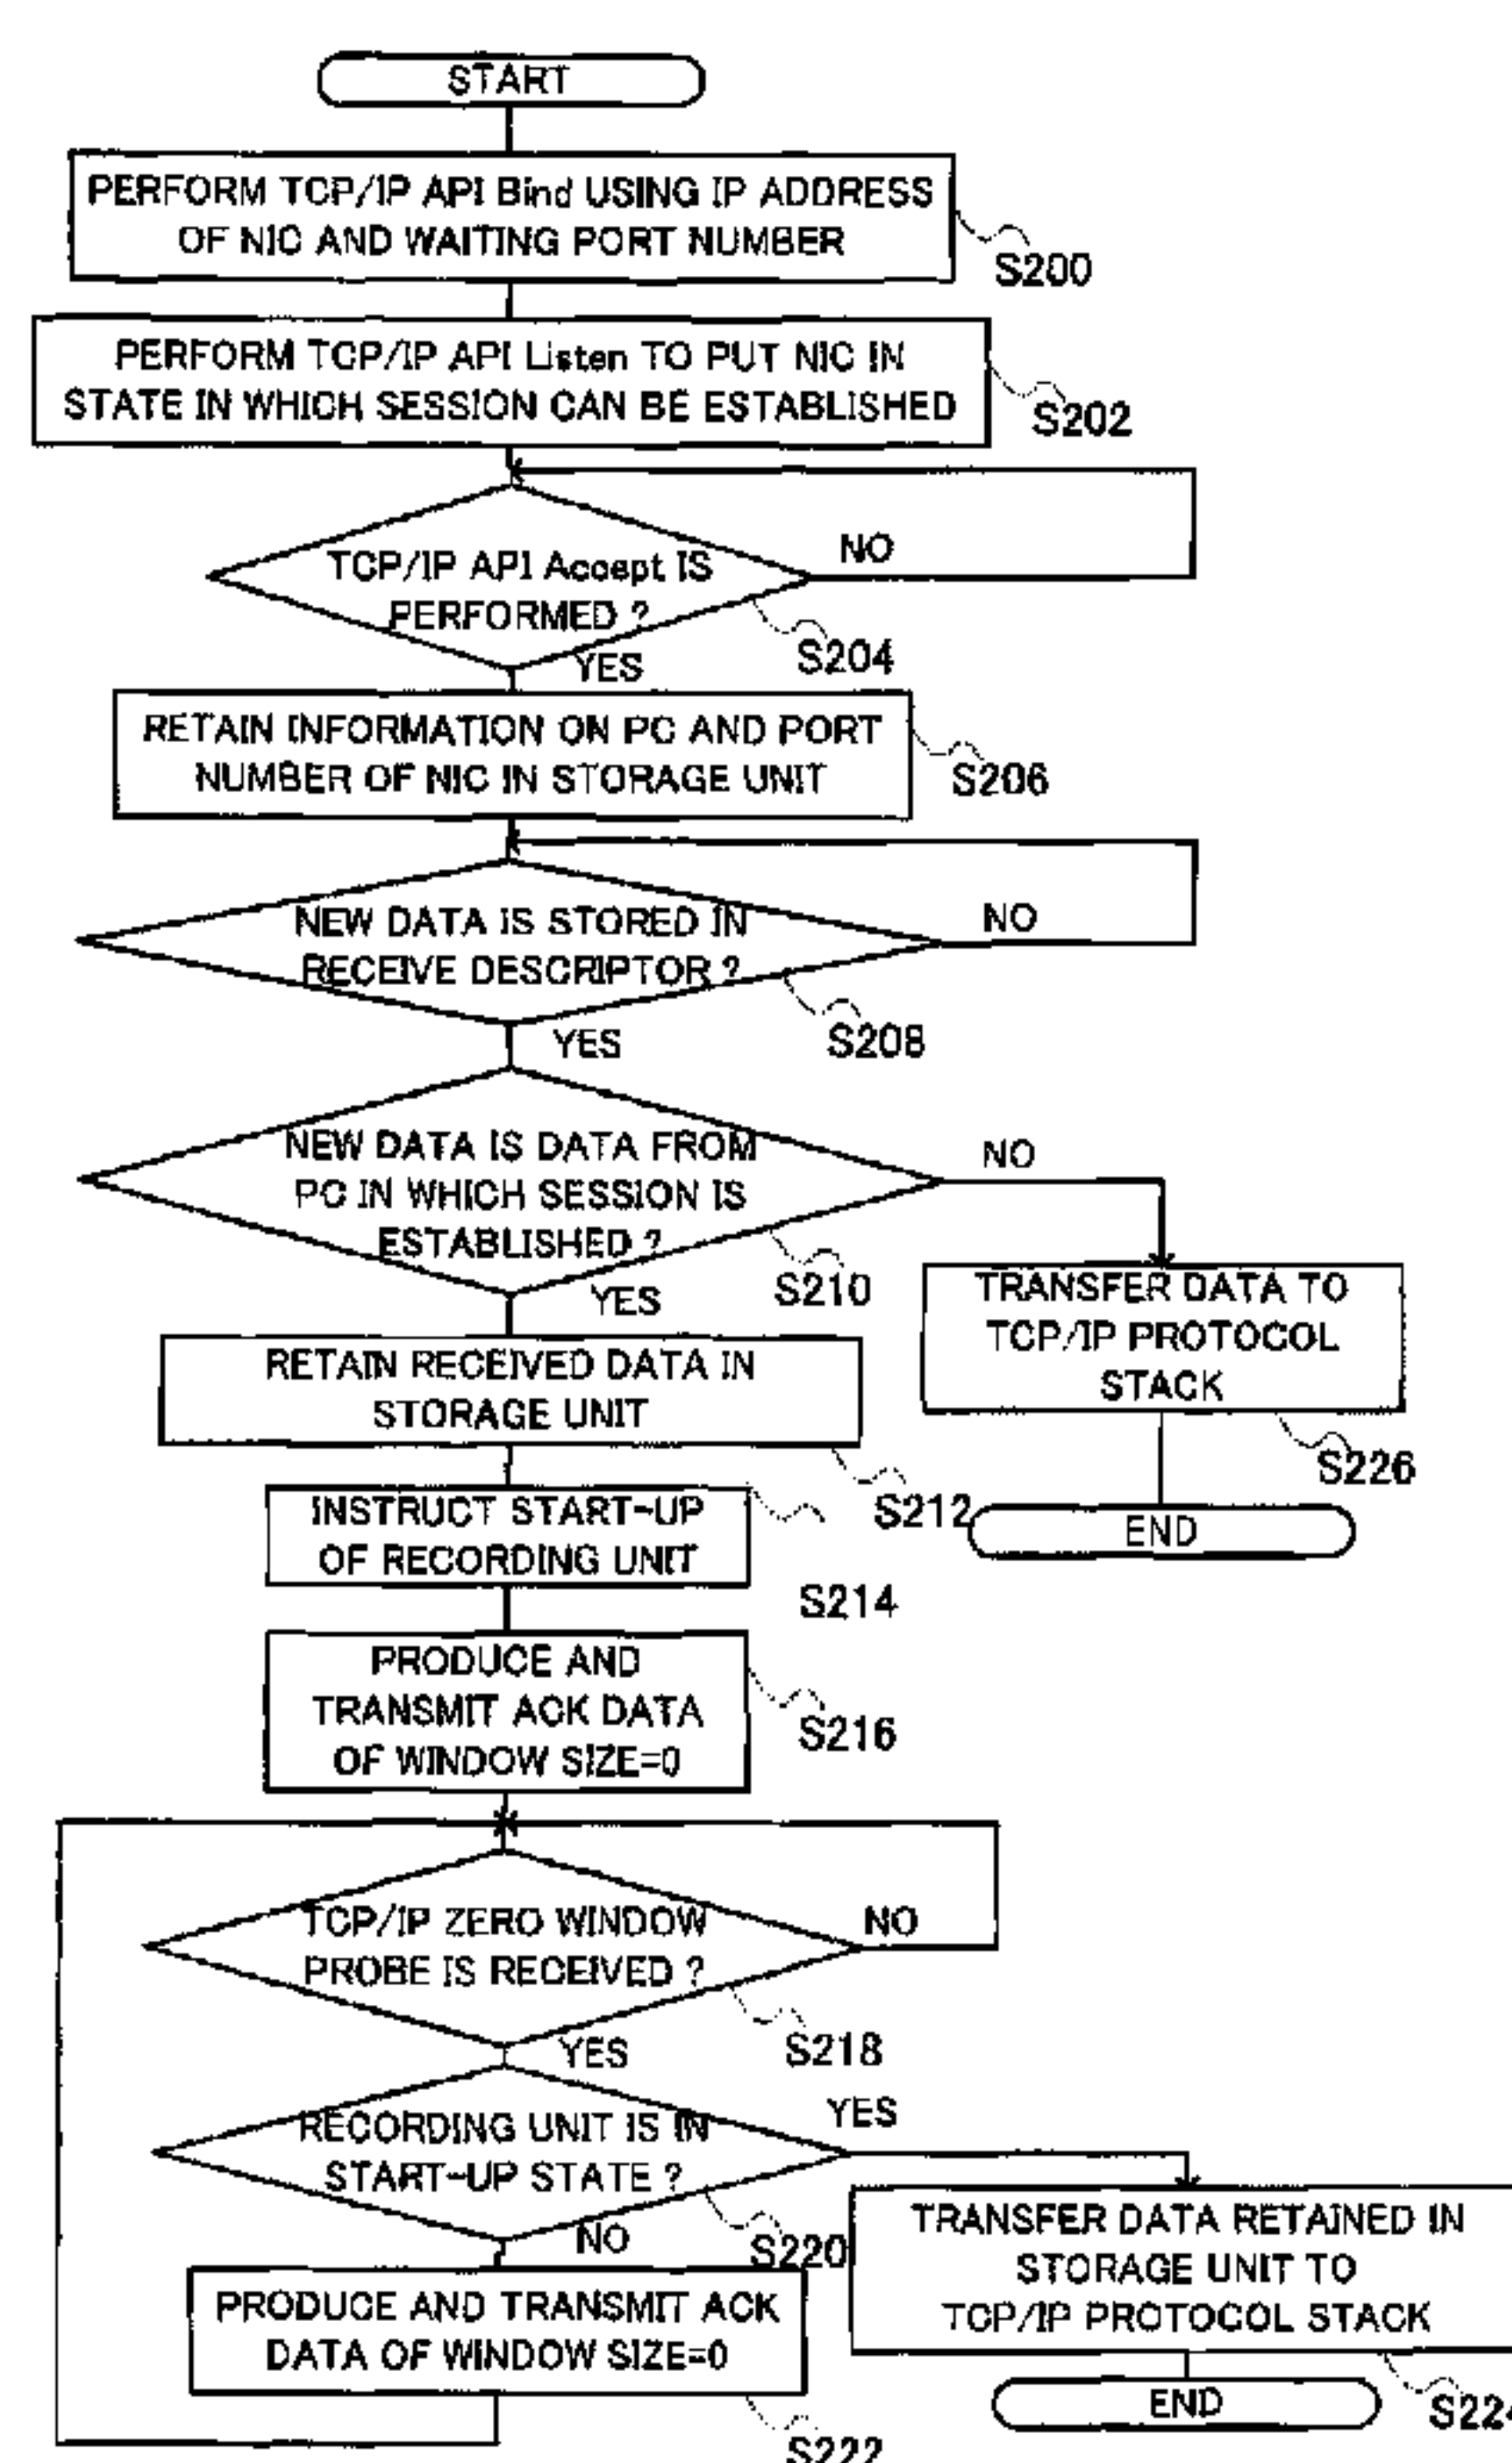 START
PERFORM TCP/IP API Bind USING IP ADDRESS
OF NIC AND WAITING PORT NUMBER
S200
PERFORM TCP/IP API Listen TO PUT NIC IN
STATE IN WHICH SESSION CAN BE ESTABLISHED
S202
TCP/IP API Accept IS
PERFORMED ?
NO
S204
YES
RETAIN INFORMATION ON PC AND PORT
NUMBER OF NIC IN STORAGE UNIT
S206
NEW DATA IS STORED IN
RECEIVE DESCRIPTOR ?
NO
S208
YES
NEW DATA IS DATA FROM
PC IN WHICH SESSION IS
ESTABLISHED ?
NO
S210
YES
TRANSFER DATA TO
TCP/IP PROTOCOL
STACK
S226
END
RETAIN RECEIVED DATA IN
STORAGE UNIT
S212
INSTRUCT START-UP
OF RECORDING UNIT
S214
PRODUCE AND
TRANSMIT ACK DATA
OF WINDOW SIZE=0
S216
TCP/IP ZERO WINDOW
PROBE IS RECEIVED ?
NO
S218
YES
RECORDING UNIT IS IN
START-UP STATE ?
YES
S220
NO
TRANSFER DATA RETAINED IN
STORAGE UNIT TO
TCP/IP PROTOCOL STACK
S224
END
PRODUCE AND TRANSMIT ACK
DATA OF WINDOW SIZE=0
S222